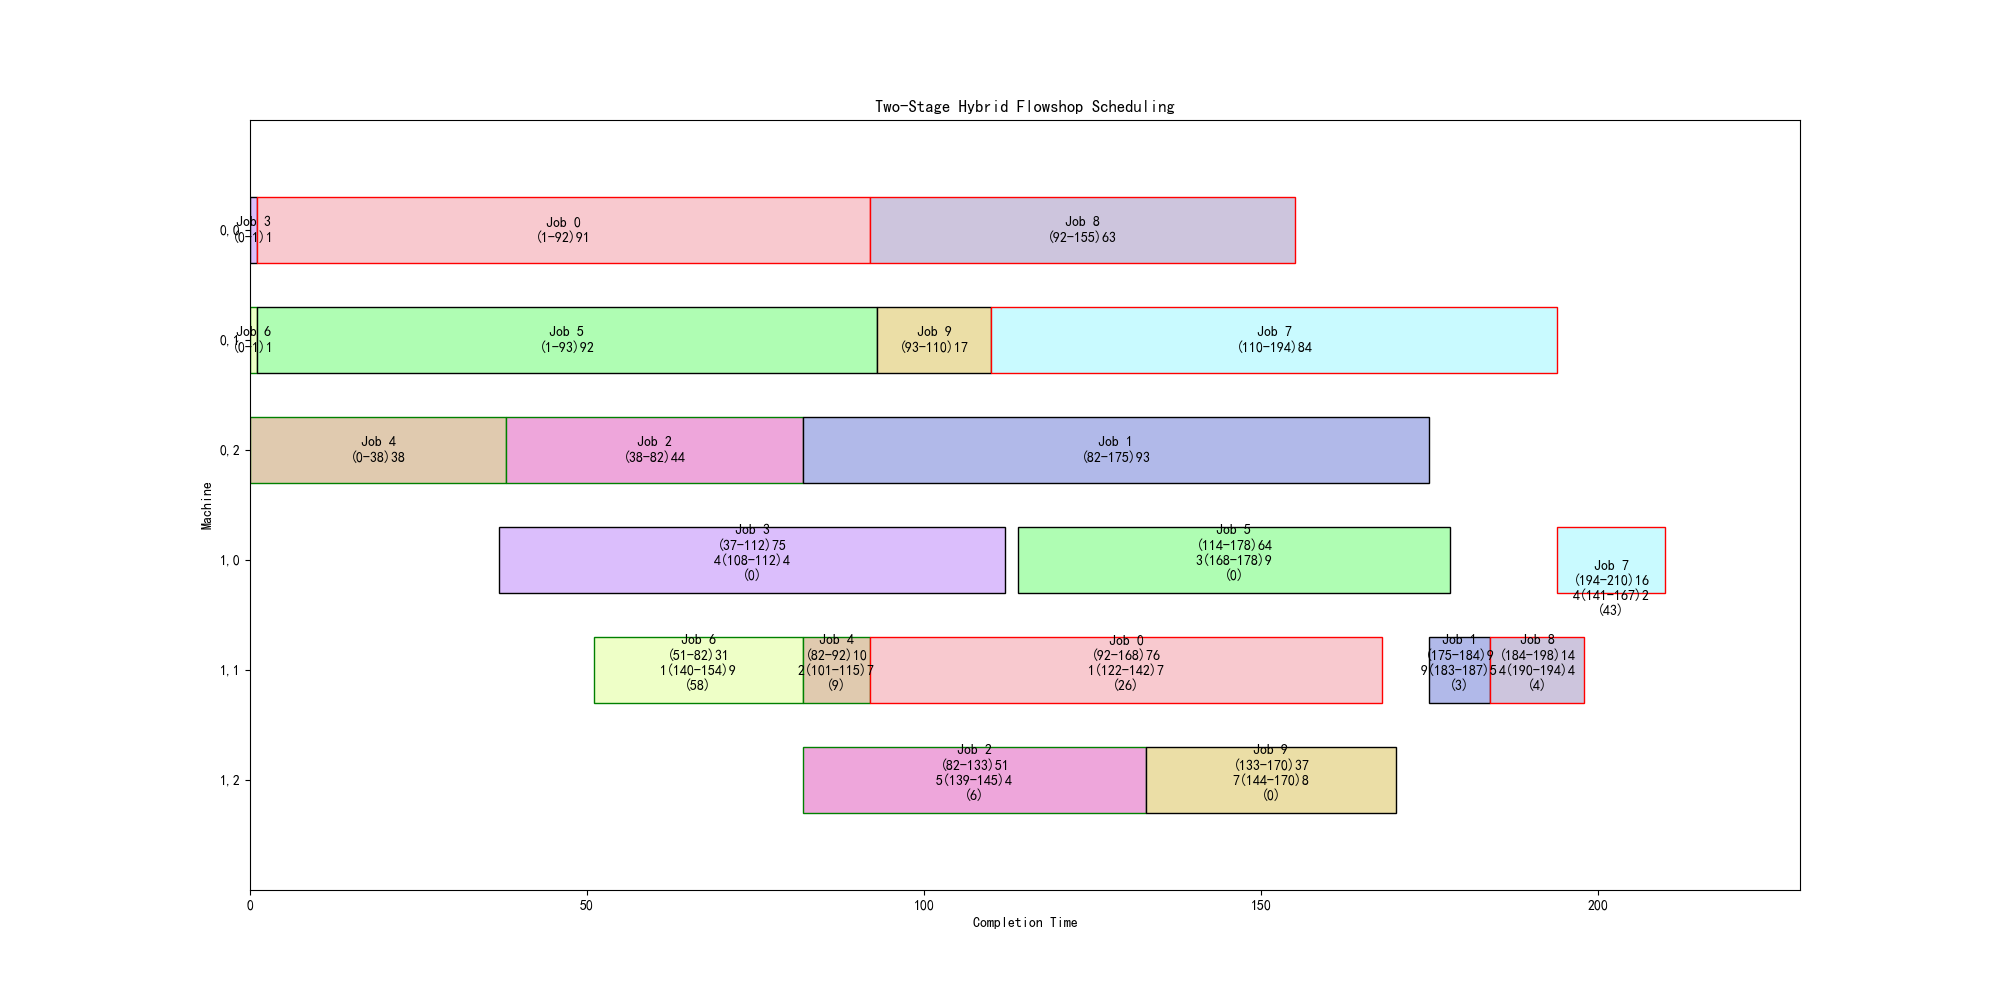 Two-Stage Hybrid Flowshop Scheduling
0,0
Job 3
(0-1)1
Job 0
(1-92)91
Job 8
(92-155)63
0,1
Job 6
(0-1)1
Job 5
(1-93)92
Job 9
(93-110)17
Job 7
(110-194)84
0,2
Job 4
(0-38)38
Job 2
(38-82)44
Job 1
(82-175)93
Machine
1,0
Job 3
(37-112)75
4(108-112)4
(0)
Job 5
(114-178)64
3(168-178)9
(0)
Job 7
(194-210)16
4(141-167)2
(43)
1,1
Job 6
(51-82)31
1(140-154)9
(58)
Job 4
(82-92)10
2(101-115)7
(9)
Job 0
(92-168)76
1(122-142)7
(26)
Job 1
(175-184)9
9(183-187)5
(3)
Job 8
(184-198)14
4(190-194)4
(4)
1,2
Job 2
(82-133)51
5(139-145)4
(6)
Job 9
(133-170)37
7(144-170)8
(0)
0
50
100
150
200
Completion Time